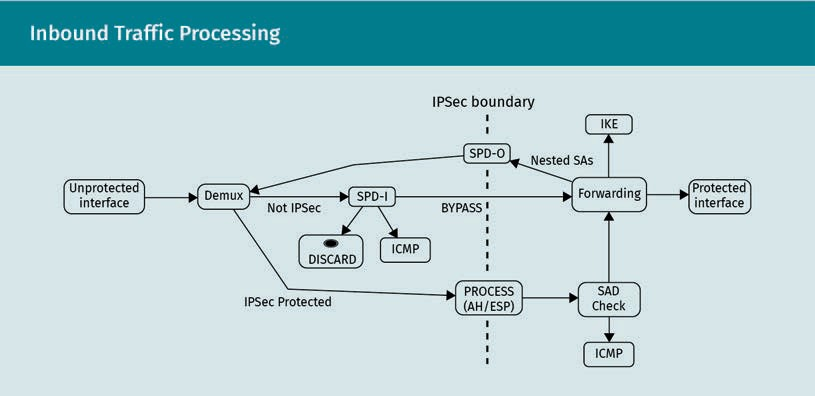 Inbound Traffic Processing
IPSec boundary
IKE
SPD-O
Nested SAs
Unprotected
interface
Demux
Not IPSec
SPD-I
BYPASS
Forwarding
Protected
interface
DISCARD
ICMP
IPSec Protected
PROCESS
(AH/ESP)
SAD
Check
ICMP